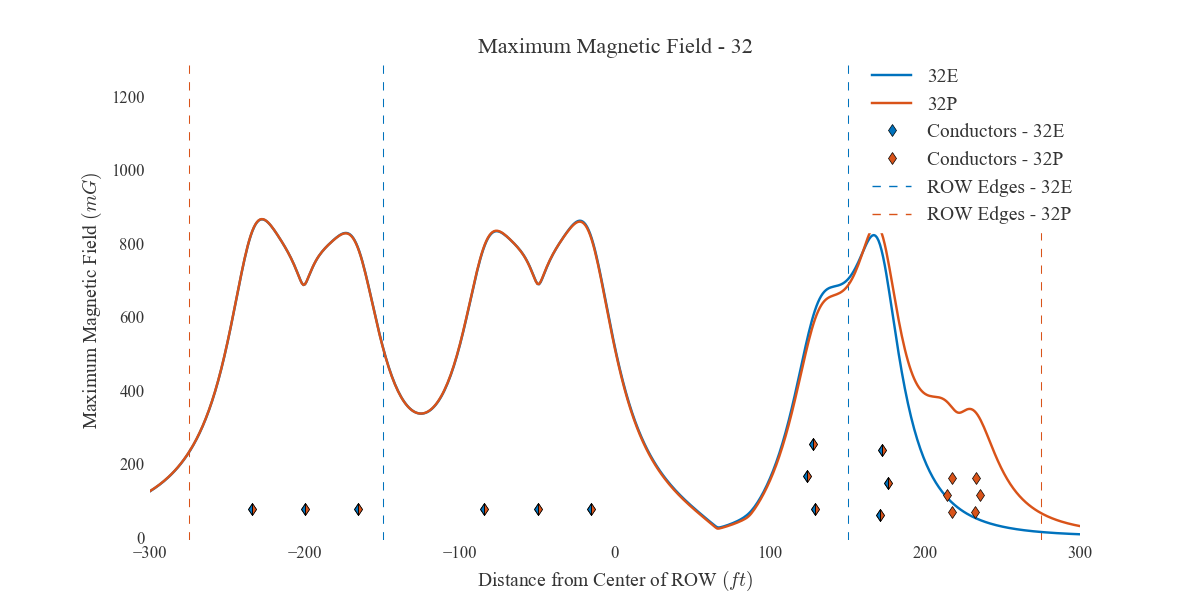 Maximum Magnetic Field - 32
32E
32P
Conductors - 32E
Conductors - 32P
ROW Edges - 32E
ROW Edges - 32P
Maximum Magnetic Field (mG)
1200
1000
800
600
400
200
0
−300
−200
−100
0
100
200
300
Distance from Center of ROW (ft)